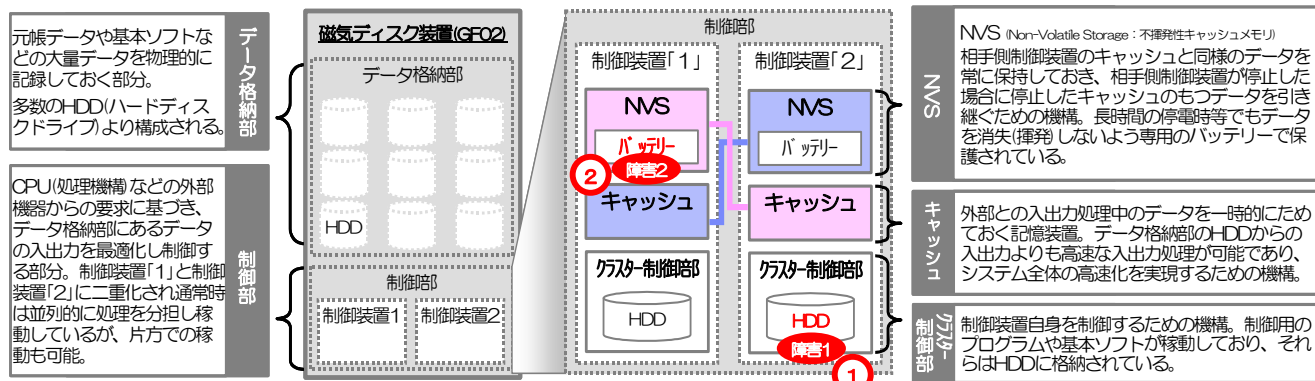 元帳データや基本ソフトな
どの大量データを物理的に
記録しておく部分。
多数のHDD(ハードディス
クドライブ)より構成される。
データ格納部
CPU(処理機構)などの外部
機器からの要求に基づき、
データ格納部にあるデータ
の入出力を最適化し制御す
る部分。制御装置「1」と制御
装置「2」に二重化され通常時
は並列的に処理を分担し稼
動しているが、片方での稼
動も可能。
制御部
磁気ディスク装置(GF02)
データ格納部
HDD
制御部
制御装置1
制御装置2
制御部
制御装置「1」
制御装置「2」
NVS
バッテリー
障害2
②
キャッシュ
クラスター制御部
HDD
NVS
バッテリー
キャッシュ
クラスター制御部
HDD
障害1
①
NVS
NVS (Non-Volatile Storage:不揮発性キャッシュメモリ)
相手側制御装置のキャッシュと同様のデータを
常に保持しておき、相手側制御装置が停止した
場合に停止したキャッシュのもつデータを引き
継ぐための機構。長時間の停電時等でもデータ
を消失(揮発)しないよう専用のバッテリーで保
護されている。
キャッシュ
外部との入出力処理中のデータを一時的にため
ておく記憶装置。データ格納部のHDDからの
入出力よりも高速な入出力処理が可能であり、
システム全体の高速化を実現するための機構。
クラスター
制御部
制御装置自身を制御するための機構。制御用の
プログラムや基本ソフトが稼動しており、それ
らはHDDに格納されている。